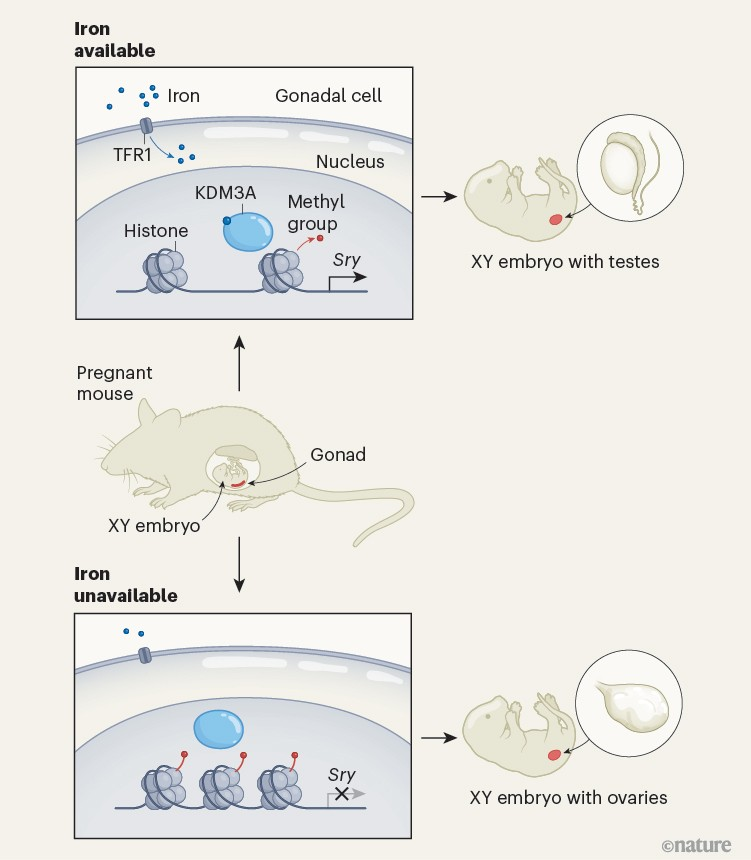 Iron
available
Iron
Gonadal cell
TFR1
Nucleus
KDM3A
Methyl
group
Histone
Sry
XY embryo with testes
Pregnant
mouse
Gonad
XY embryo
Iron
unavailable
Sry
XY embryo with ovaries
©nature